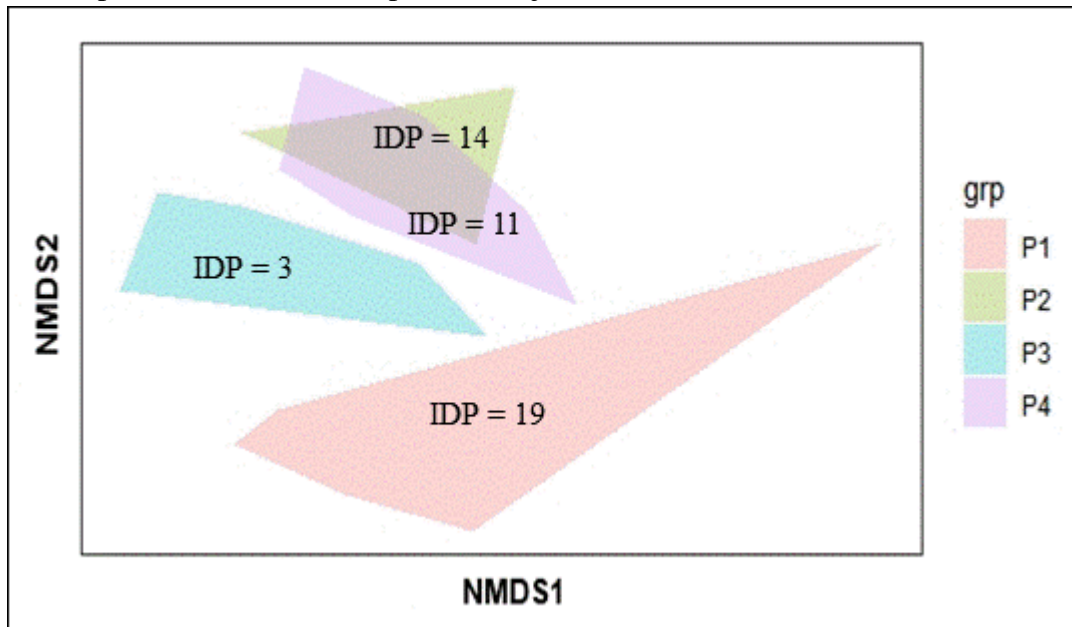 IDP = 14
IDP = 11
IDP = 3
IDP = 19
NMDS2
NMDS1
grp
P1
P2
P3
P4